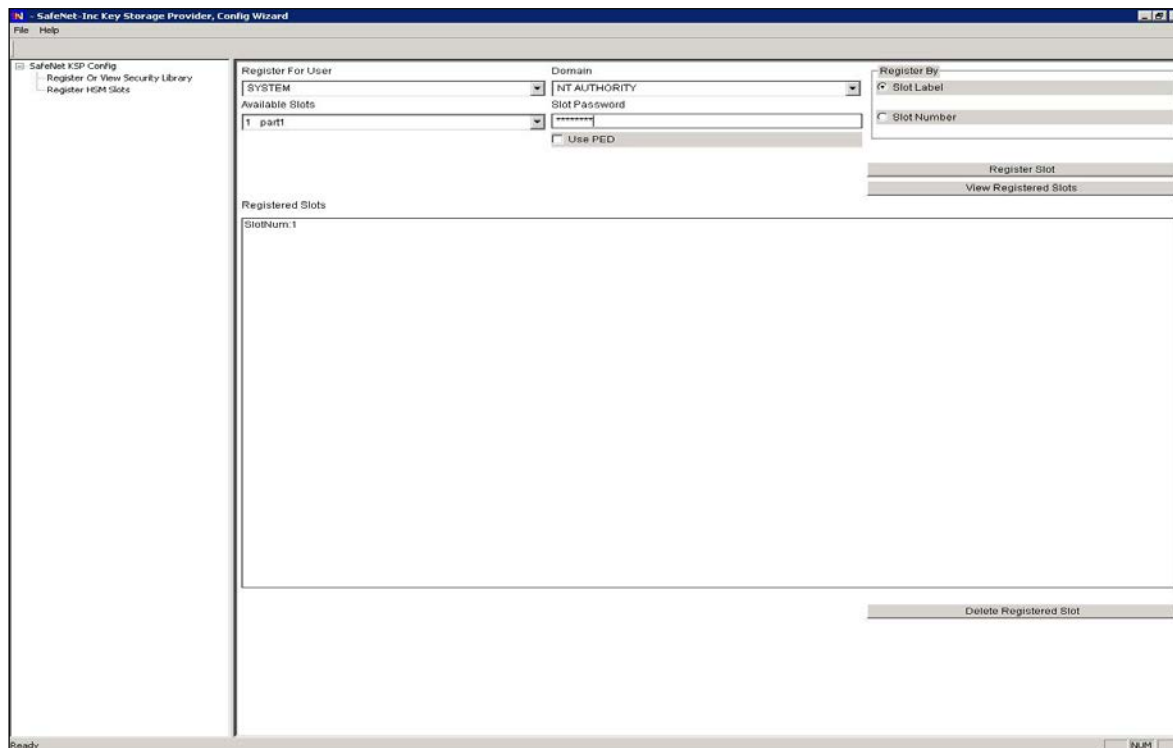 N - SafeNet-Inc Key Storage Provider, Config Wizard
File Help
SafeNet KSP Config
Register Or View Security Library
Register HSM Slots
Register For User
Domain
Register By
SYSTEM
NT AUTHORITY
Slot Label
Available Slots
Slot Password
1 part1
********
Slot Number
Use PED
Register Slot
View Registered Slots
Registered Slots
SlotNum:1
Delete Registered Slot
Ready
NUM